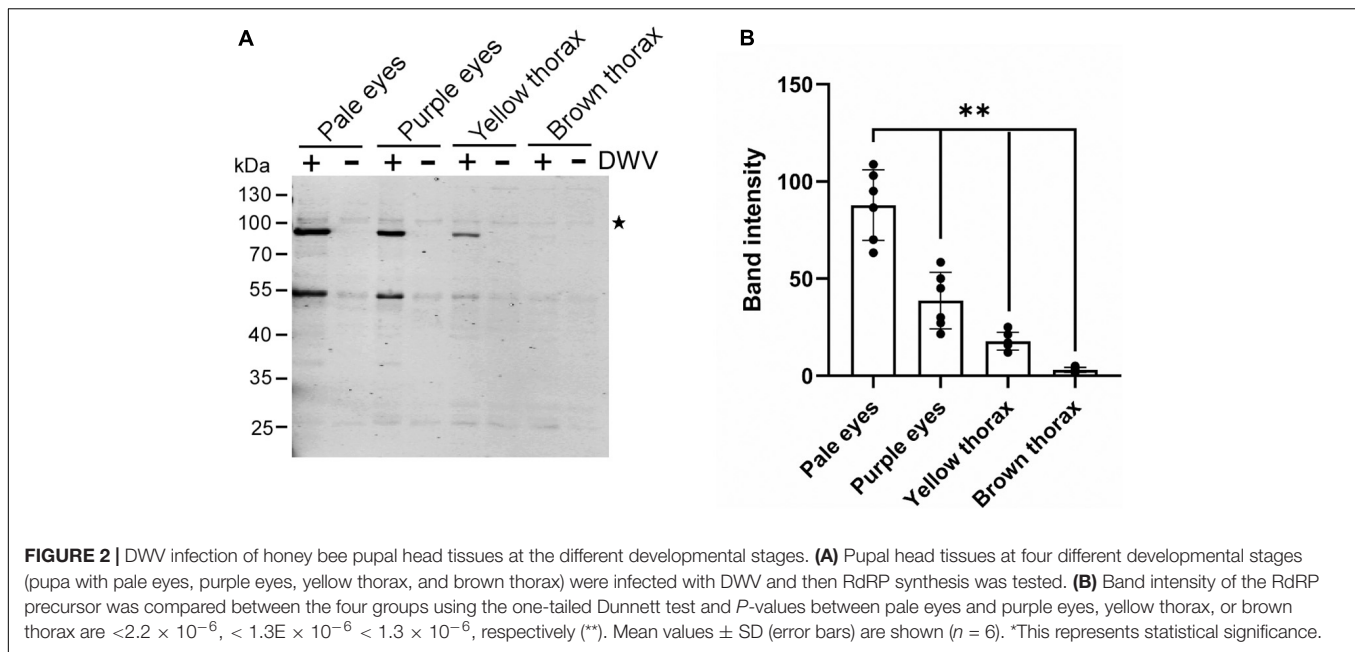 A
Pale eyes Purple eyes Yellow thorax Brown thorax
kDa + - + - + - + - DWV
130
100 ★
70
55
40
35
25
B
**
150
100
50
0
Band intensity
Pale eyes Purple eyes Yellow thorax Brown thorax
FIGURE 2 | DWV infection of honey bee pupal head tissues at the different developmental stages. (A) Pupal head tissues at four different developmental stages
(pupa with pale eyes, purple eyes, yellow thorax, and brown thorax) were infected with DWV and then RdRP synthesis was tested. (B) Band intensity of the RdRP
precursor was compared between the four groups using the one-tailed Dunnett test and P-values between pale eyes and purple eyes, yellow thorax, or brown
thorax are <2.2 × 10⁻⁶, < 1.3E × 10⁻⁶ < 1.3 × 10⁻⁶, respectively (**). Mean values ± SD (error bars) are shown (n = 6). *This represents statistical significance.